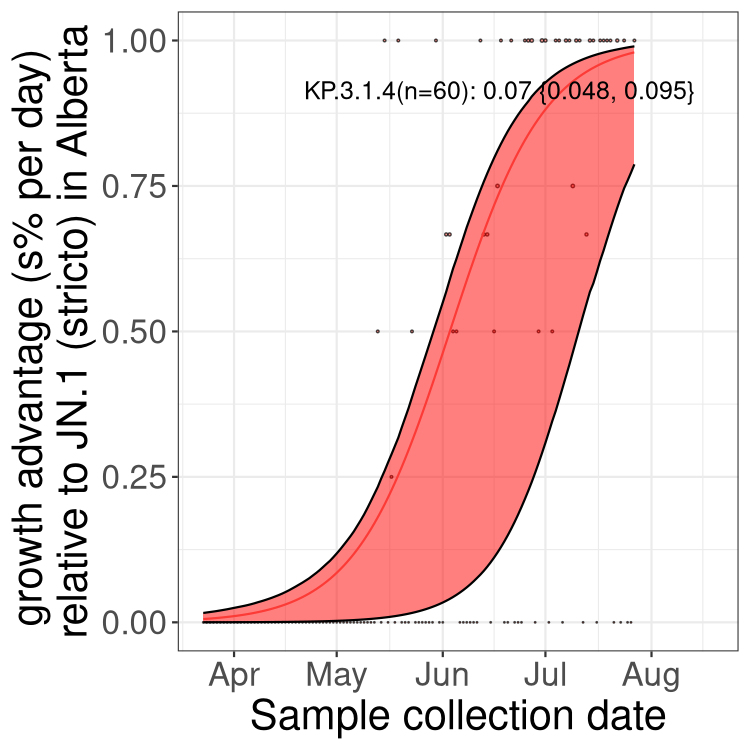 growth advantage (s% per day)
relative to JN.1 (stricto) in Alberta
1.00
0.75
0.50
0.25
0.00
KP.3.1.4(n=60): 0.07 {0.048, 0.095}
Apr May Jun Jul Aug
Sample collection date